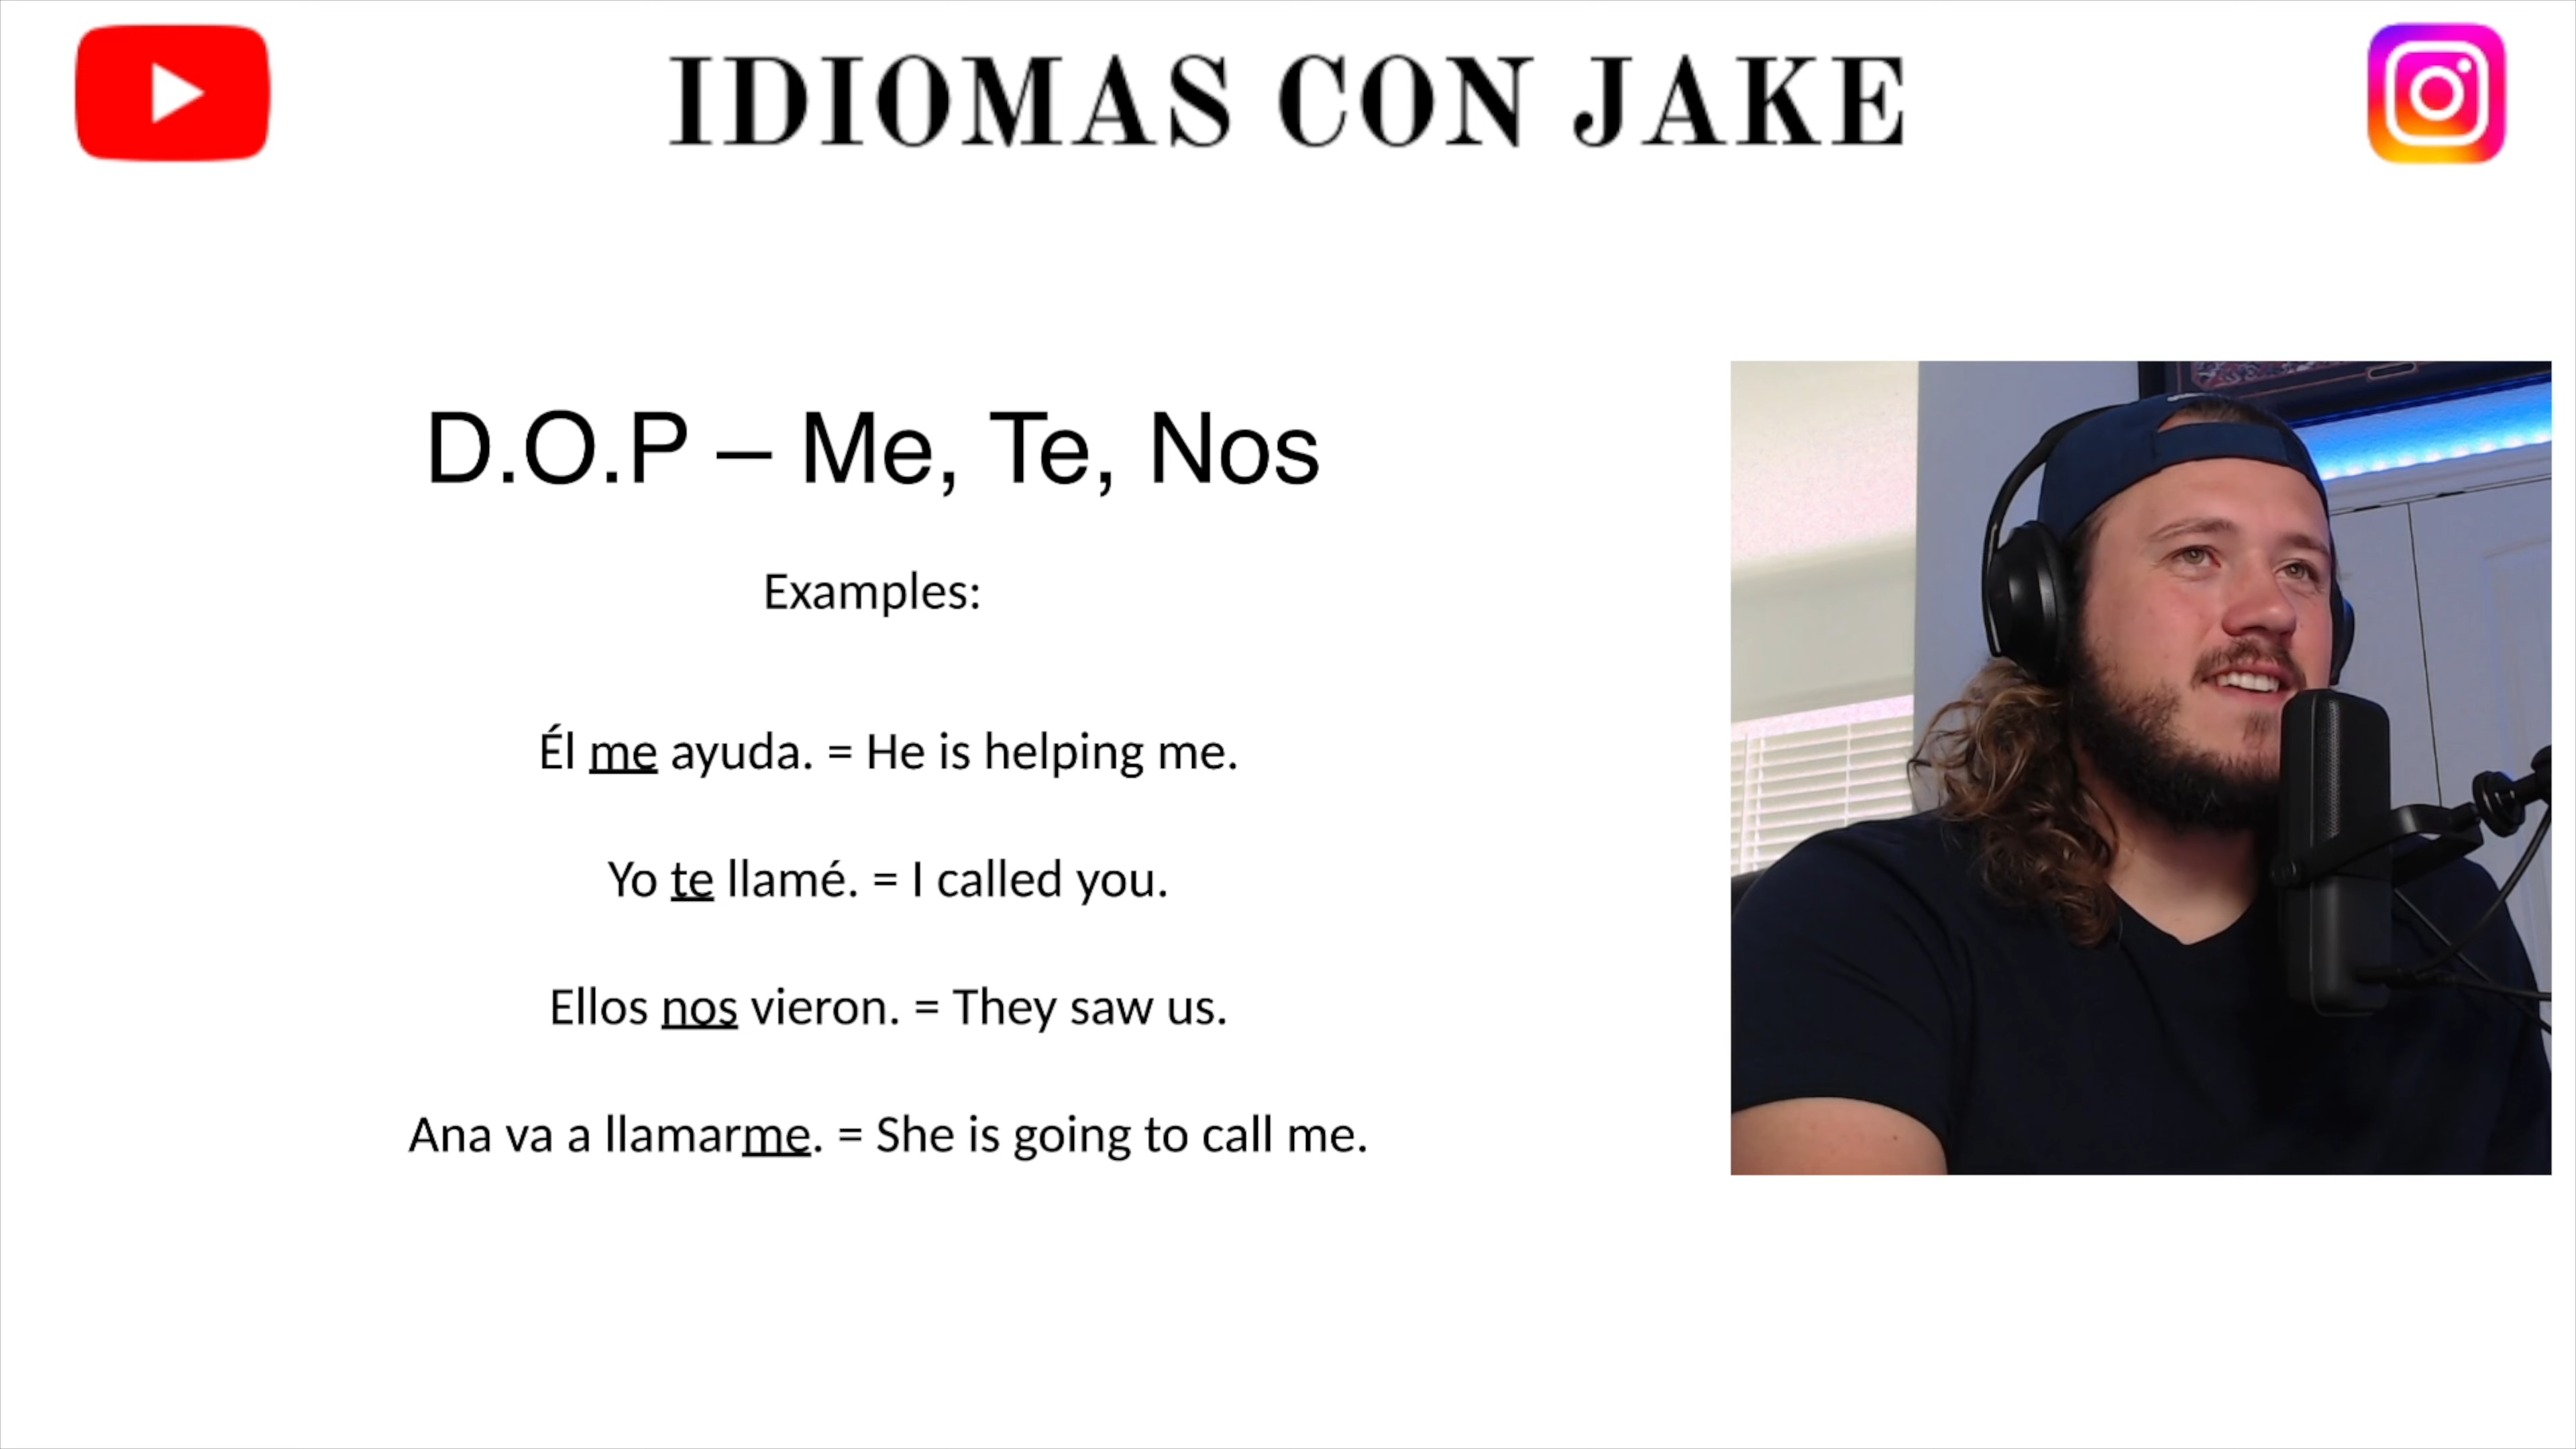 IDIOMAS CON JAKE
D.O.P – Me, Te, Nos
Examples:
Él me ayuda. = He is helping me.
Yo te llamé. = I called you.
Ellos nos vieron. = They saw us.
Ana va a llamarme. = She is going to call me.